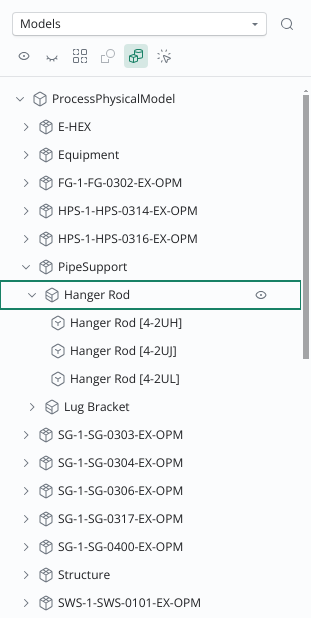 Models
ProcessPhysicalModel
E-HEX
Equipment
FG-1-FG-0302-EX-OPM
HPS-1-HPS-0314-EX-OPM
HPS-1-HPS-0316-EX-OPM
PipeSupport
Hanger Rod
Hanger Rod [4-2UH]
Hanger Rod [4-2UJ]
Hanger Rod [4-2UL]
Lug Bracket
SG-1-SG-0303-EX-OPM
SG-1-SG-0304-EX-OPM
SG-1-SG-0306-EX-OPM
SG-1-SG-0317-EX-OPM
SG-1-SG-0400-EX-OPM
Structure
SWS-1-SWS-0101-EX-OPM